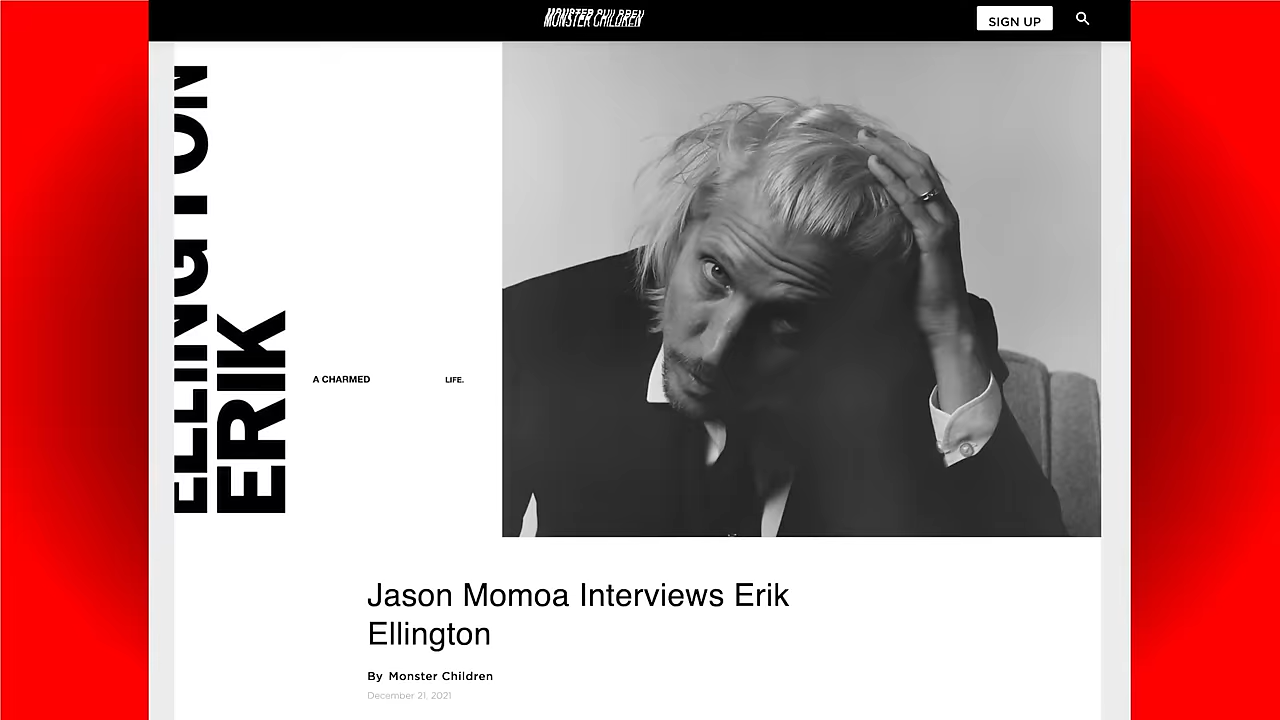 MONSTER CHILDREN
SIGN UP
ELLINGTON
ERIK
A CHARMED LIFE.
Jason Momoa Interviews Erik
Ellington
By Monster Children
December 21, 2021